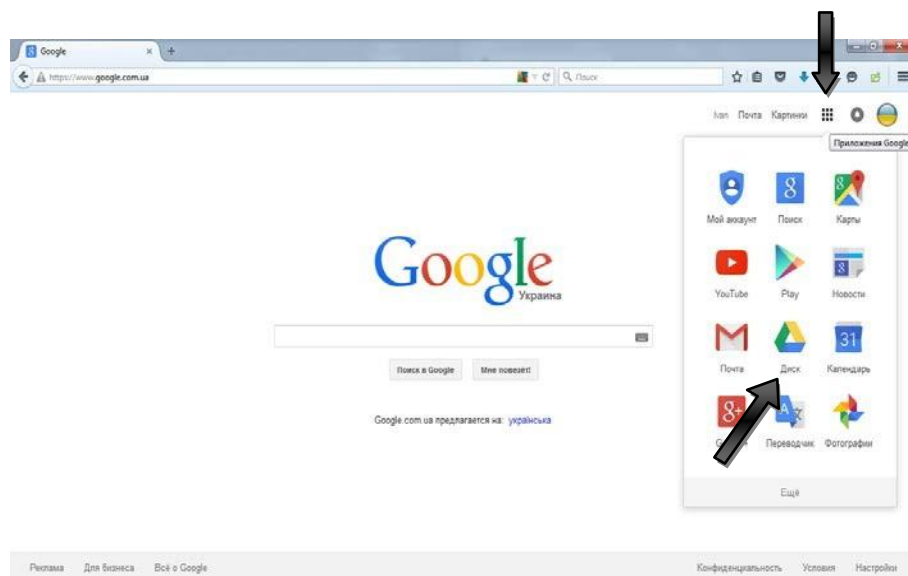 Google
https://www.google.com.ua
Поиск
Ivan Почта Картинки
Приложения Google
Мой аккаунт Поиск Карты
YouTube Play Новости
31
Почта Диск Календарь
Переводчик Фотографии
Ещё
Google
Украина
Поиск в Google Мне повезёт!
Google.com.ua предлагается на: українська
Реклама Для бизнеса Всё о Google
Конфиденциальность Условия Настройки